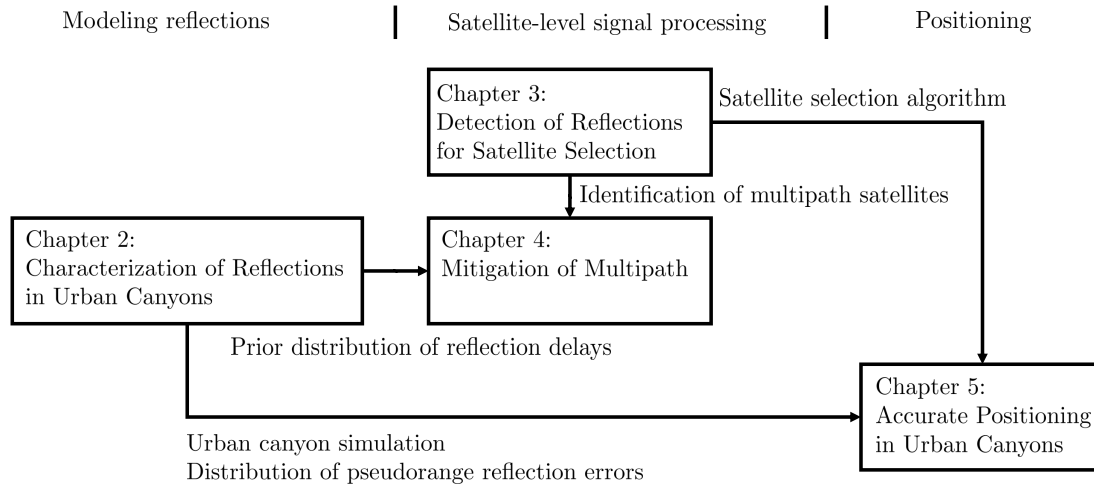 Modeling reflections
Satellite-level signal processing
Positioning
Chapter 3:
Detection of Reflections
for Satellite Selection
Satellite selection algorithm
Identification of multipath satellites
Chapter 2:
Characterization of Reflections
in Urban Canyons
Chapter 4:
Mitigation of Multipath
Prior distribution of reflection delays
Chapter 5:
Accurate Positioning
in Urban Canyons
Urban canyon simulation
Distribution of pseudorange reflection errors